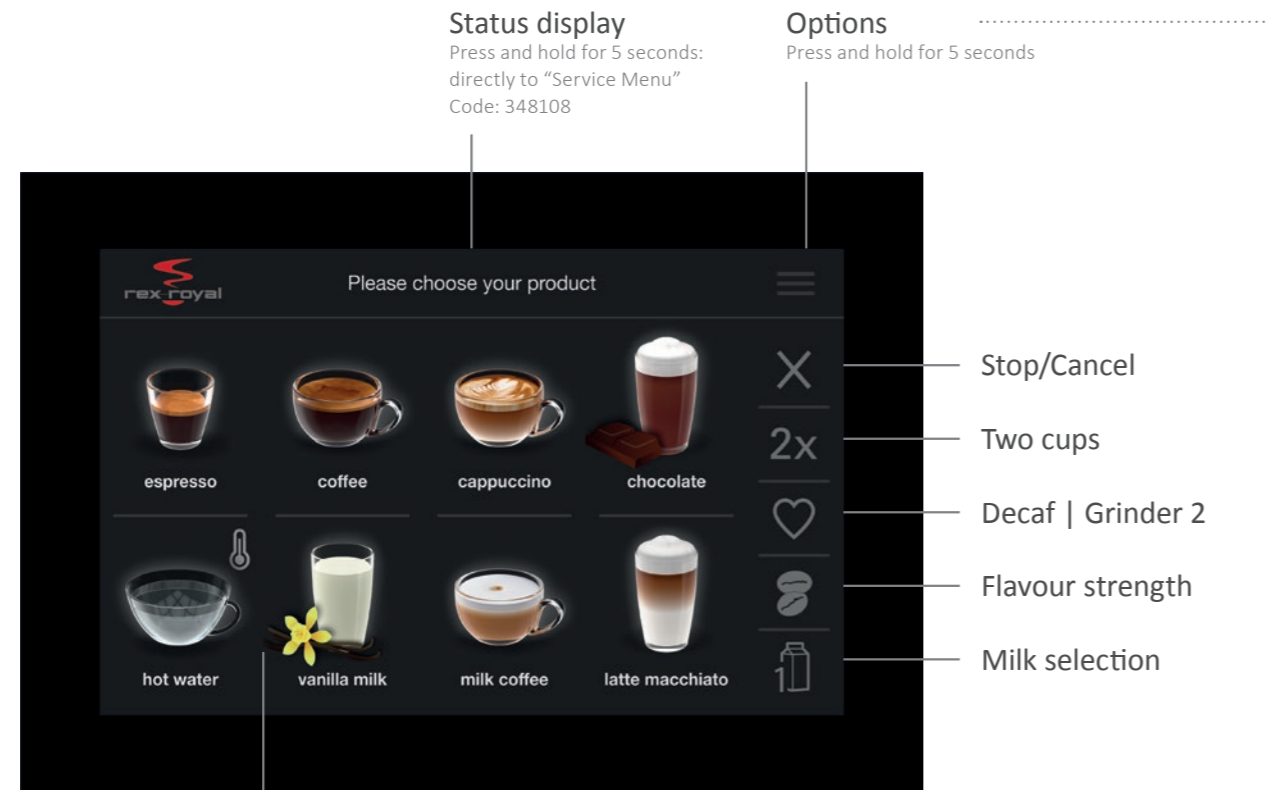 Status display
Press and hold for 5 seconds:
directly to “Service Menu”
Code: 348108
Options
Press and hold for 5 seconds
rex-royal
Please choose your product
espresso
coffee
cappuccino
chocolate
hot water
vanilla milk
milk coffee
latte macchiato
2x
1
Stop/Cancel
Two cups
Decaf | Grinder 2
Flavour strength
Milk selection